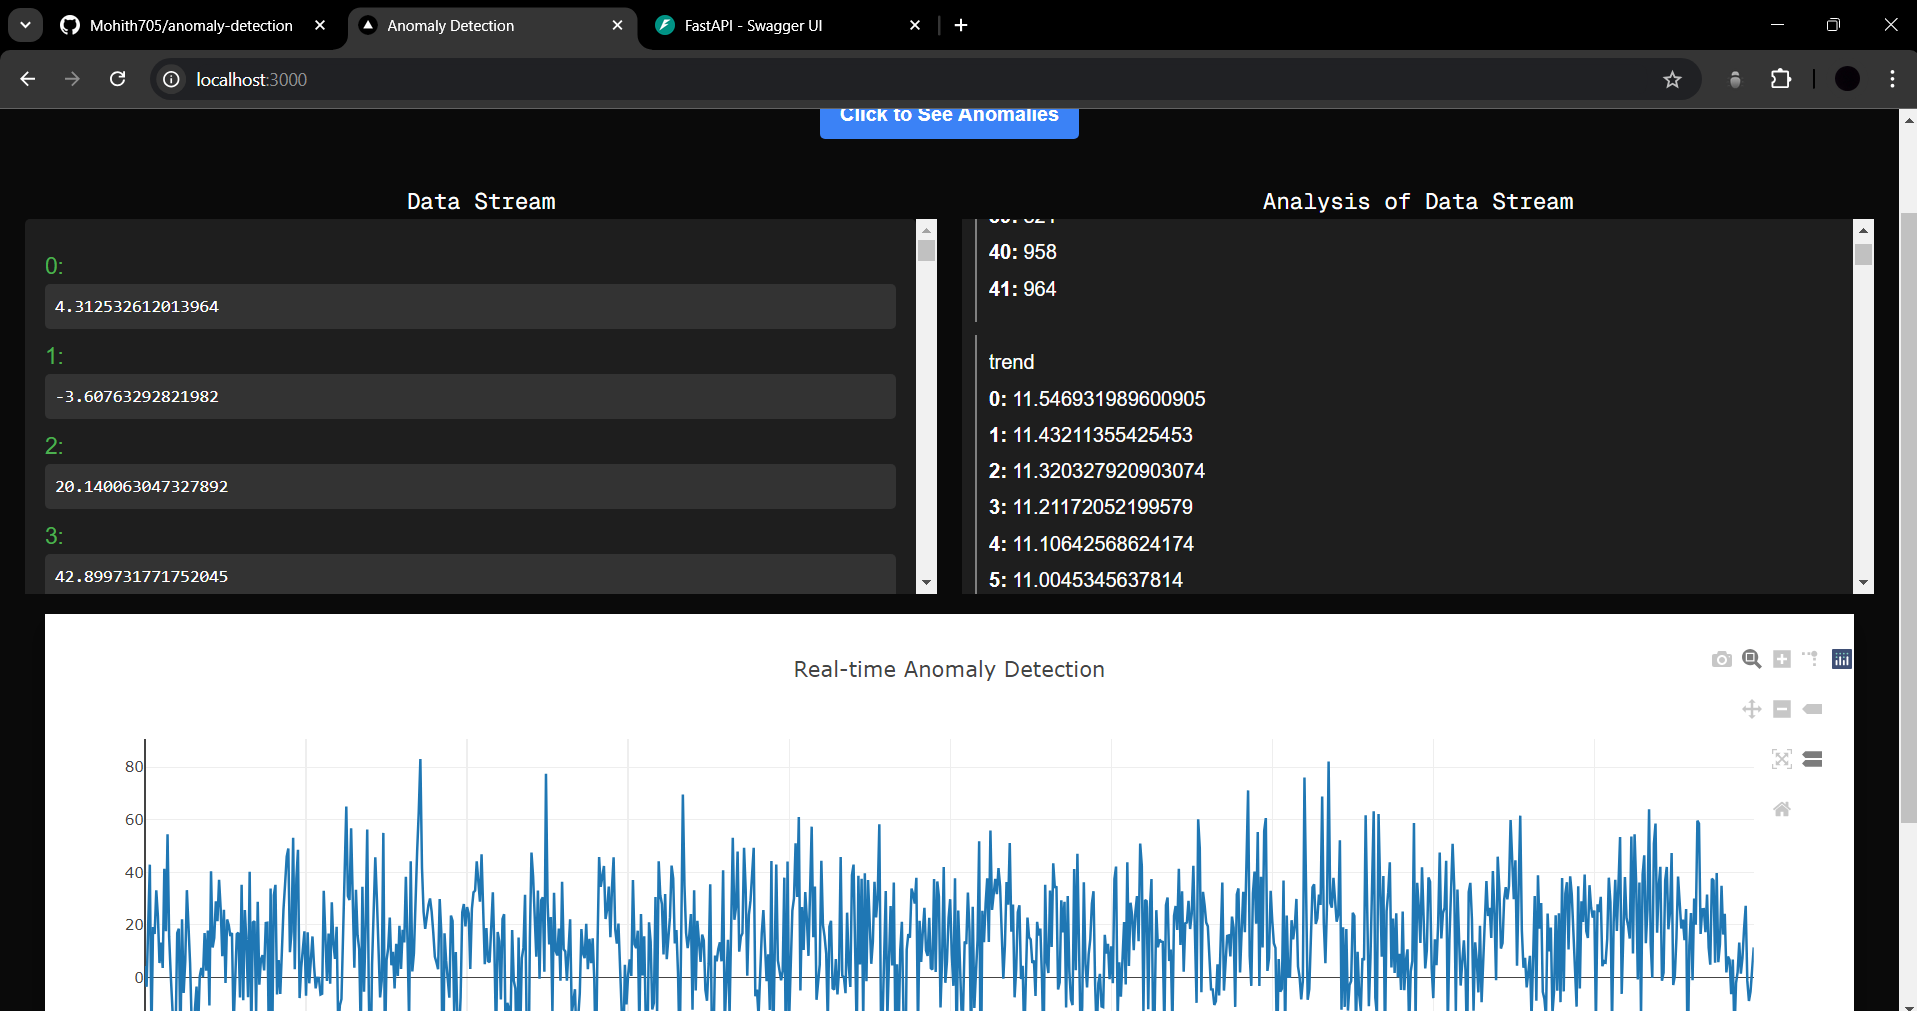 Mohith705/anomaly-detection
Anomaly Detection
FastAPI - Swagger UI
localhost:3000
Click to See Anomalies
Data Stream
0:
4.312532612013964
1:
-3.60763292821982
2:
20.140063047327892
3:
42.899731771752045
Analysis of Data Stream
40: 958
41: 964
trend
0: 11.546931989600905
1: 11.43211355425453
2: 11.320327920903074
3: 11.21172052199579
4: 11.10642568624174
5: 11.0045345637814
Real-time Anomaly Detection
80
60
40
20
0